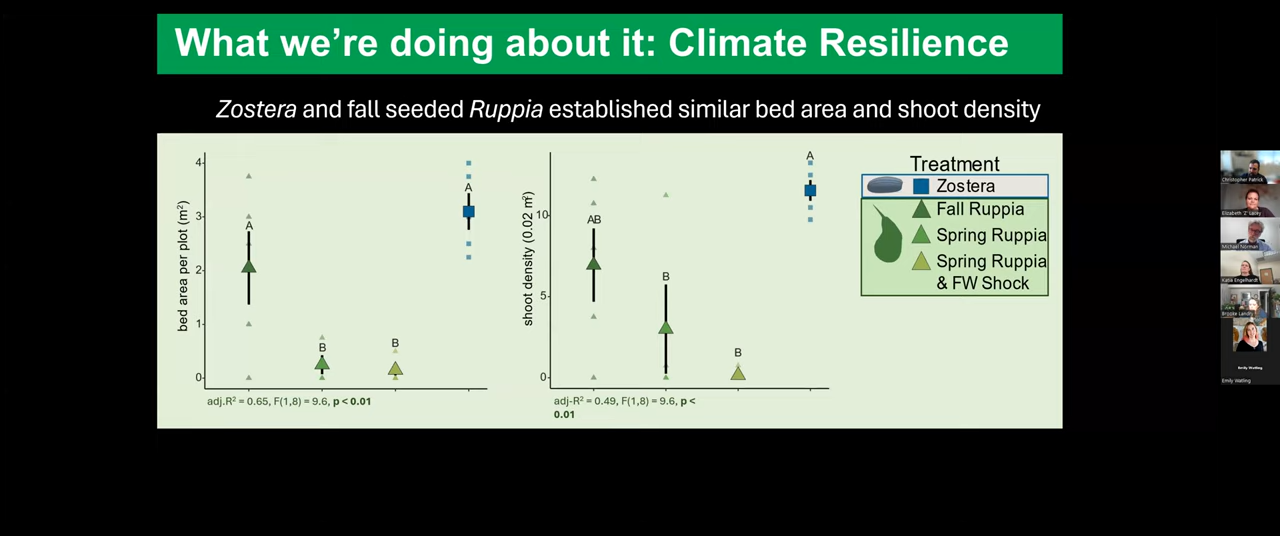 What we're doing about it: Climate Resilience
Zostera and fall seeded Ruppia established similar bed area and shoot density
bed area per plot (m²)
4
3
2
1
0
A
B
B
A
adj.R² = 0.65, F(1,8) = 9.6, p < 0.01
shoot density (0.02 m²)
10
5
0
AB
B
B
A
adj-R² = 0.49, F(1,8) = 9.6, p <
0.01
Treatment
Zostera
Fall Ruppia
Spring Ruppia
Spring Ruppia
& FW Shock
Christopher Patrick
Elizabeth 'Z' Lacey
Michael Norman
Katia Engelhardt
Brooke Landry
Emily Watling
Emily Watling